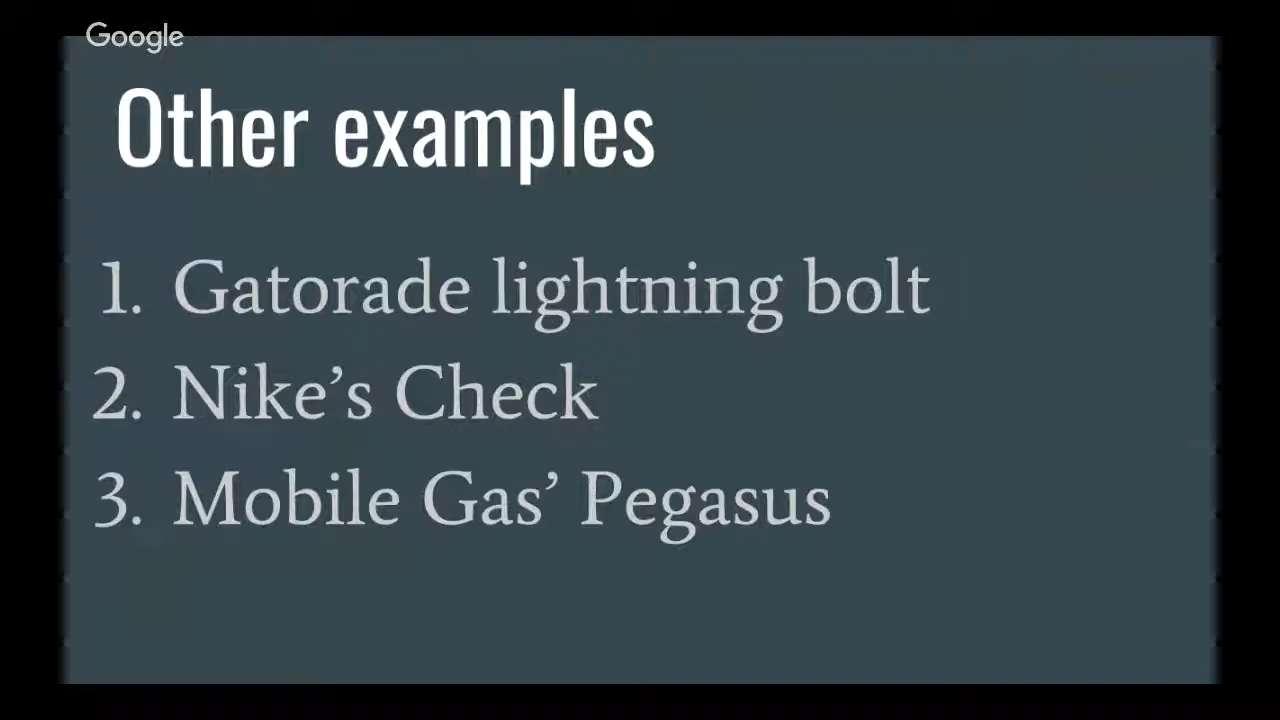 Google
Other examples
1. Gatorade lightning bolt
2. Nike’s Check
3. Mobile Gas’ Pegasus